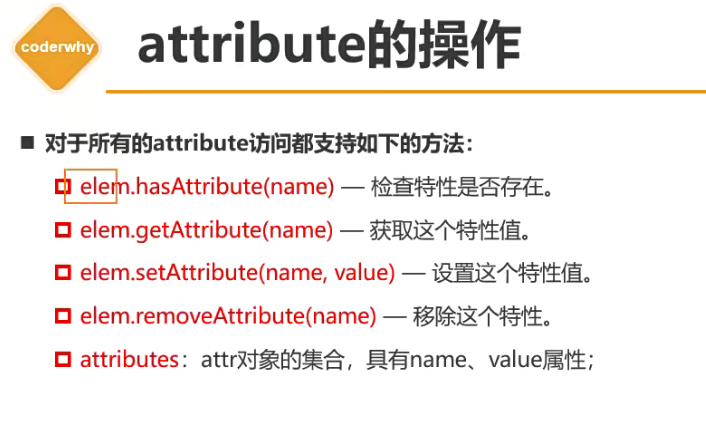 coderwhy
attribute的操作
对于所有的attribute访问都支持如下的方法：
elem.hasAttribute(name) — 检查特性是否存在。
elem.getAttribute(name) — 获取这个特性值。
elem.setAttribute(name, value) — 设置这个特性值。
elem.removeAttribute(name) — 移除这个特性。
attributes：attr对象的集合，具有name、value属性；